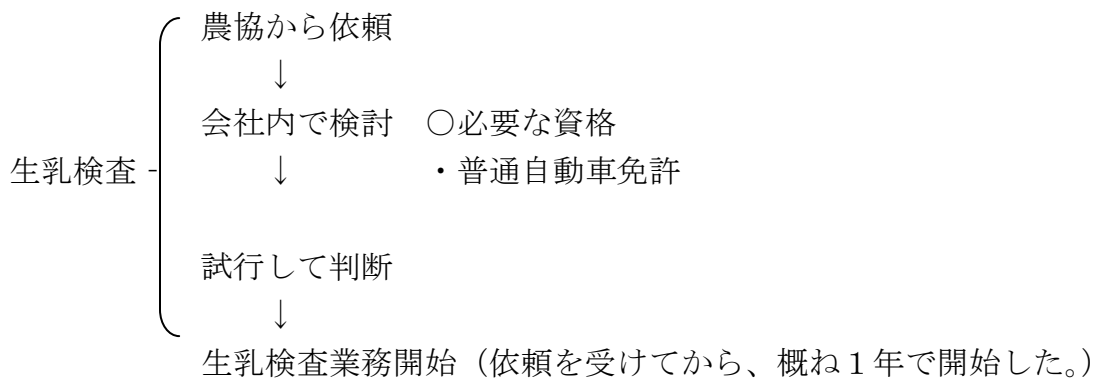 農協から依頼
↓
会社内で検討 ○必要な資格
生乳検査 - ↓ ・普通自動車免許
試行して判断
↓
生乳検査業務開始（依頼を受けてから、概ね１年で開始した。）